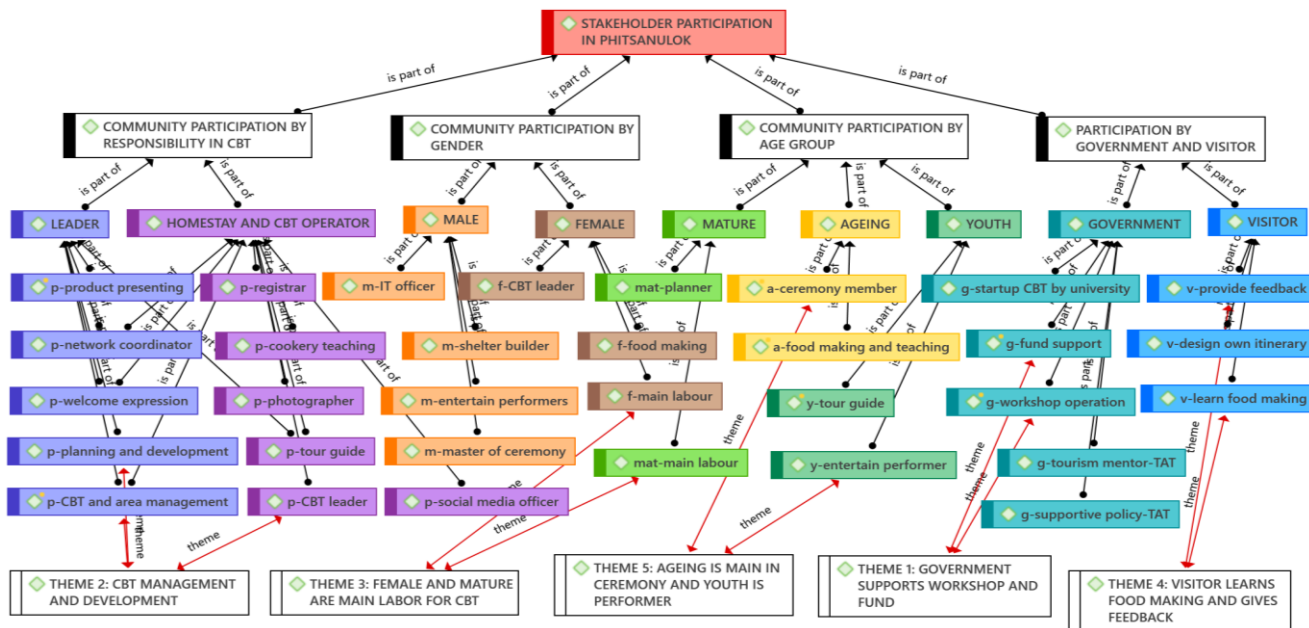 STAKEHOLDER PARTICIPATION
IN PHITSANULOK
is part of
is part of
is part of
is part of
COMMUNITY PARTICIPATION BY
RESPONSIBILITY IN CBT
COMMUNITY PARTICIPATION BY
GENDER
COMMUNITY PARTICIPATION BY
AGE GROUP
PARTICIPATION BY
GOVERNMENT AND VISITOR
is part of
is part of
is part of
is part of
is part of
is part of
is part of
is part of
is part of
LEADER
HOMESTAY AND CBT OPERATOR
MALE
FEMALE
MATURE
AGEING
YOUTH
GOVERNMENT
VISITOR
p-product presenting
p-registrar
m-IT officer
f-CBT leader
mat-planner
a-ceremony member
g-startup CBT by university
v-provide feedback
p-network coordinator
p-cookery teaching
m-shelter builder
f-food making
a-food making and teaching
g-fund support
v-design own itinerary
p-welcome expression
p-photographer
m-entertain performers
f-main labour
y-tour guide
g-workshop operation
v-learn food making
p-planning and development
p-tour guide
m-master of ceremony
mat-main labour
y-entertain performer
g-tourism mentor-TAT
p-CBT and area management
p-CBT leader
p-social media officer
g-supportive policy-TAT
theme
theme
theme
theme
theme
theme
theme
theme
theme
THEME 2: CBT MANAGEMENT
AND DEVELOPMENT
THEME 3: FEMALE AND MATURE
ARE MAIN LABOR FOR CBT
THEME 5: AGEING IS MAIN IN
CEREMONY AND YOUTH IS
PERFORMER
THEME 1: GOVERNMENT
SUPPORTS WORKSHOP AND
FUND
THEME 4: VISITOR LEARNS
FOOD MAKING AND GIVES
FEEDBACK